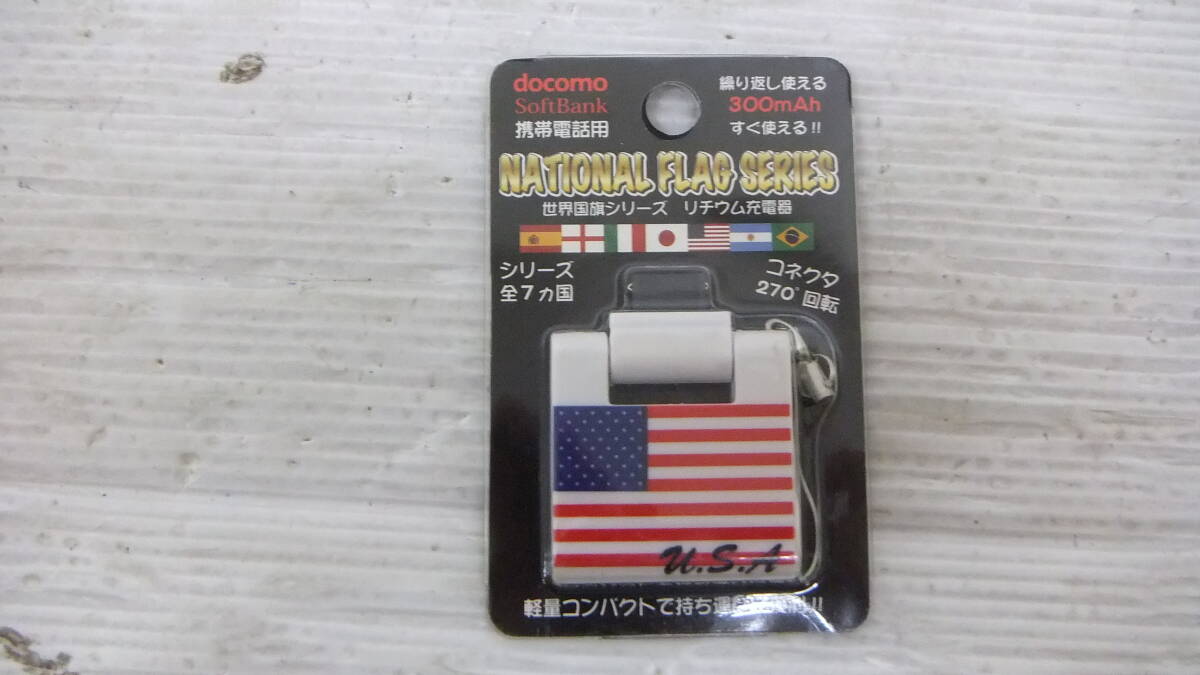 docomo
SoftBank
携帯電話用
繰り返し使える
300mAh
すぐ使える!!
NATIONAL FLAG SERIES
世界国旗シリーズ リチウム充電器
シリーズ
全7ヵ国
コネクタ
270°回転
U.S.A
軽量コンパクトで持ち運